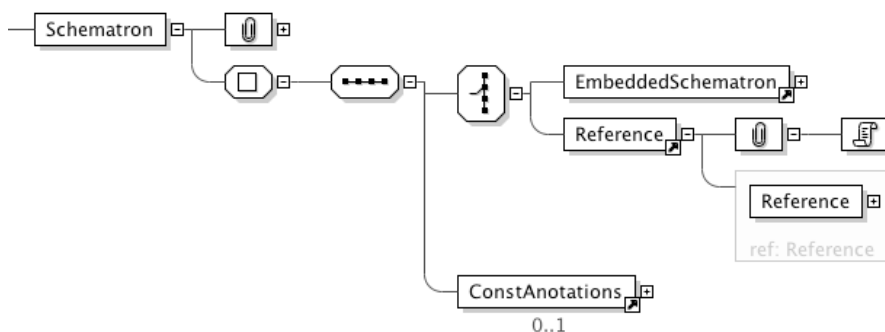 Schematron
EmbeddedSchematron
Reference
Reference
ref: Reference
ConstAnotations
0..1